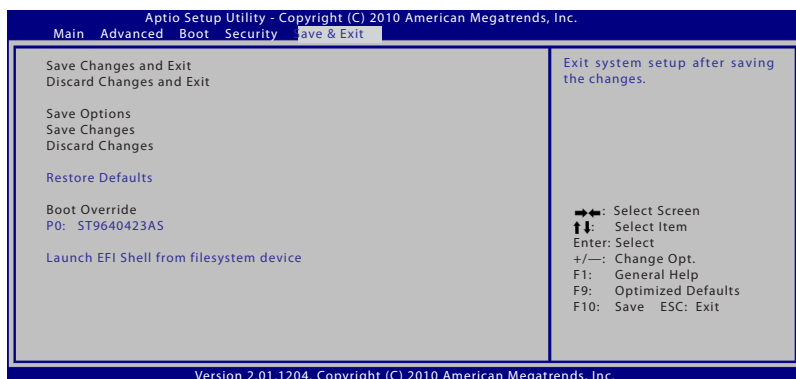 Aptio Setup Utility - Copyright (C) 2010 American Megatrends, Inc.
Main Advanced Boot Security Save & Exit
Save Changes and Exit
Discard Changes and Exit
Save Options
Save Changes
Discard Changes
Restore Defaults
Boot Override
P0: ST9640423AS
Launch EFI Shell from filesystem device
Exit system setup after saving
the changes.
→←: Select Screen
↑↓: Select Item
Enter: Select
+/—: Change Opt.
F1: General Help
F9: Optimized Defaults
F10: Save ESC: Exit
Version 2.01.1204. Copyright (C) 2010 American Megatrends, Inc.